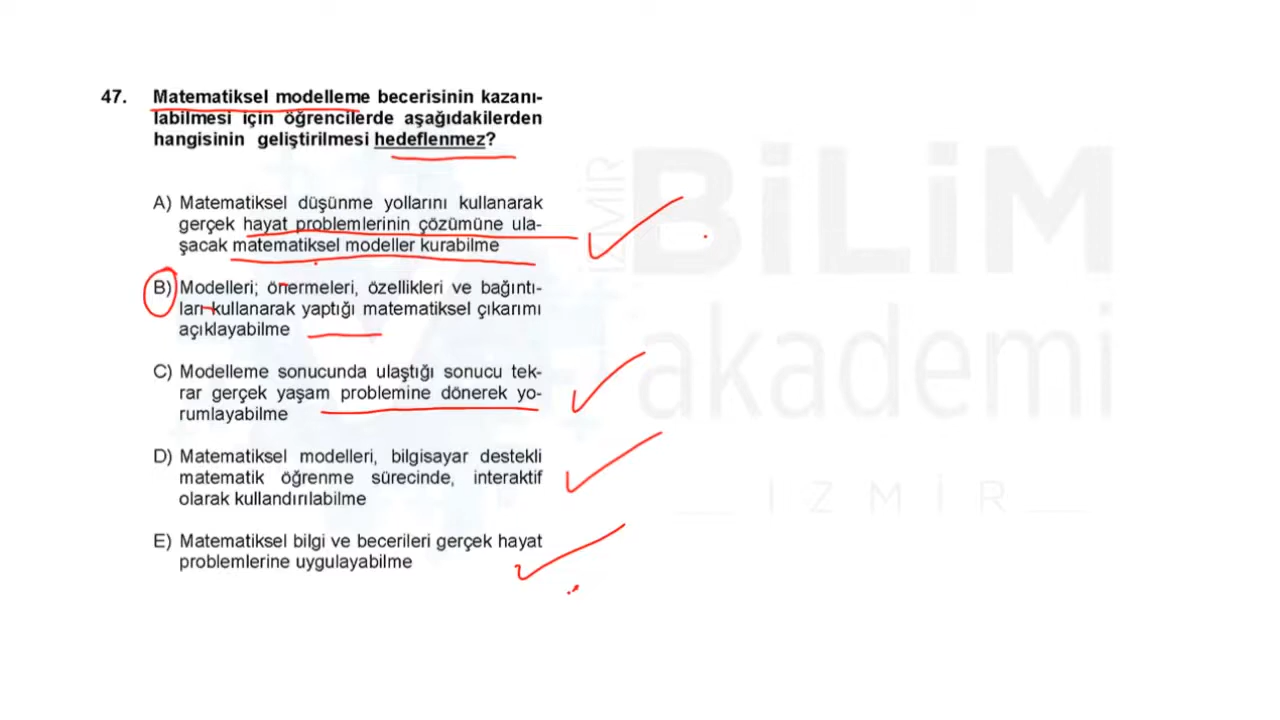 47. Matematiksel modelleme becerisinin kazanı-
labilmesi için öğrencilerde aşağıdakilerden
hangisinin geliştirilmesi hedeflenmez?
A) Matematiksel düşünme yollarını kullanarak
gerçek hayat problemlerinin çözümüne ula-
şacak matematiksel modeller kurabilme
B) Modelleri; önermeleri, özellikleri ve bağıntı-
ları kullanarak yaptığı matematiksel çıkarımı
açıklayabilme
C) Modelleme sonucunda ulaştığı sonucu tek-
rar gerçek yaşam problemine dönerek yo-
rumlayabilme
D) Matematiksel modelleri, bilgisayar destekli
matematik öğrenme sürecinde, interaktif
olarak kullandırılabilme
E) Matematiksel bilgi ve becerileri gerçek hayat
problemlerine uygulayabilme
İZMİR
BİLİM
akademi
İZMİR